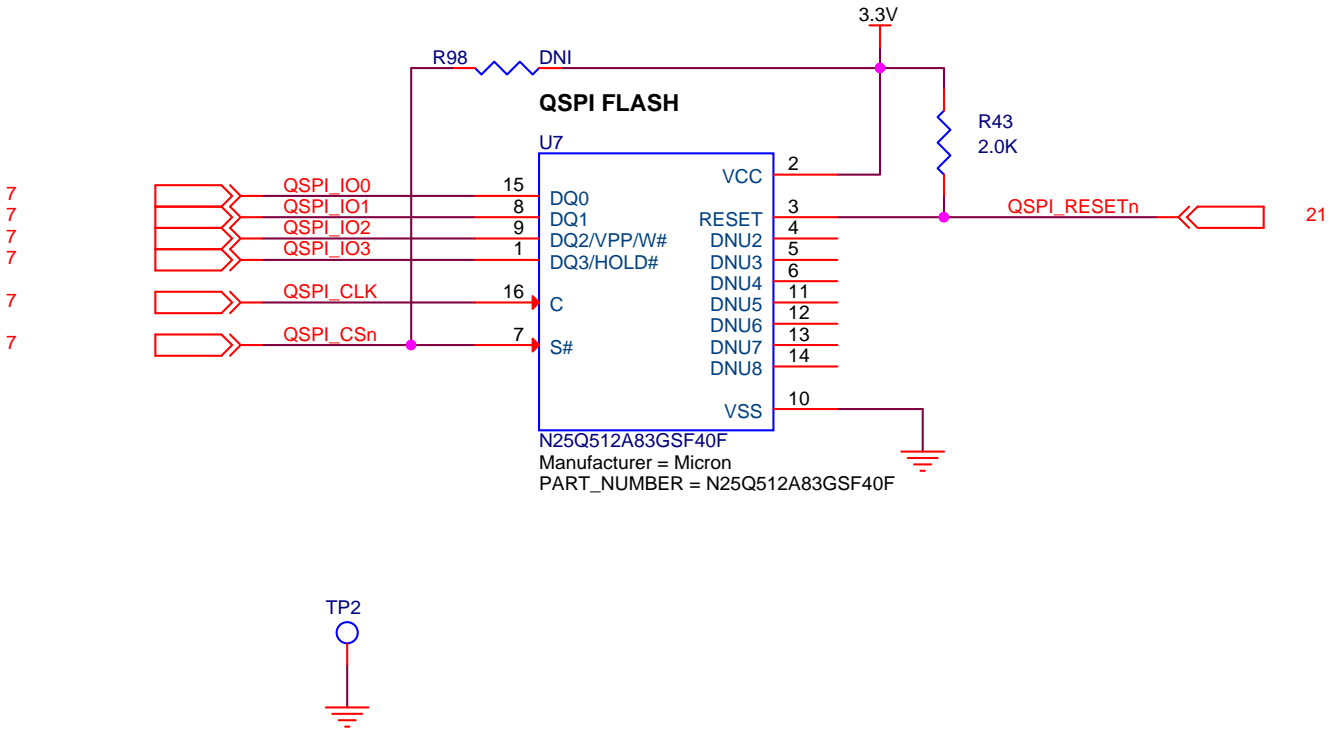 3.3V
R98 DNI
QSPI FLASH
R43
2.0K
U7
7 QSPI_IO0 15 DQ0
7 QSPI_IO1 8 DQ1
7 QSPI_IO2 9 DQ2/VPP/W#
7 QSPI_IO3 1 DQ3/HOLD#
7 QSPI_CLK 16 C
7 QSPI_CSn 7 S#
VCC 2
RESET 3 QSPI_RESETn 21
DNU2 4
DNU3 5
DNU4 6
DNU5 11
DNU6 12
DNU7 13
DNU8 14
VSS 10
N25Q512A83GSF40F
Manufacturer = Micron
PART_NUMBER = N25Q512A83GSF40F
TP2